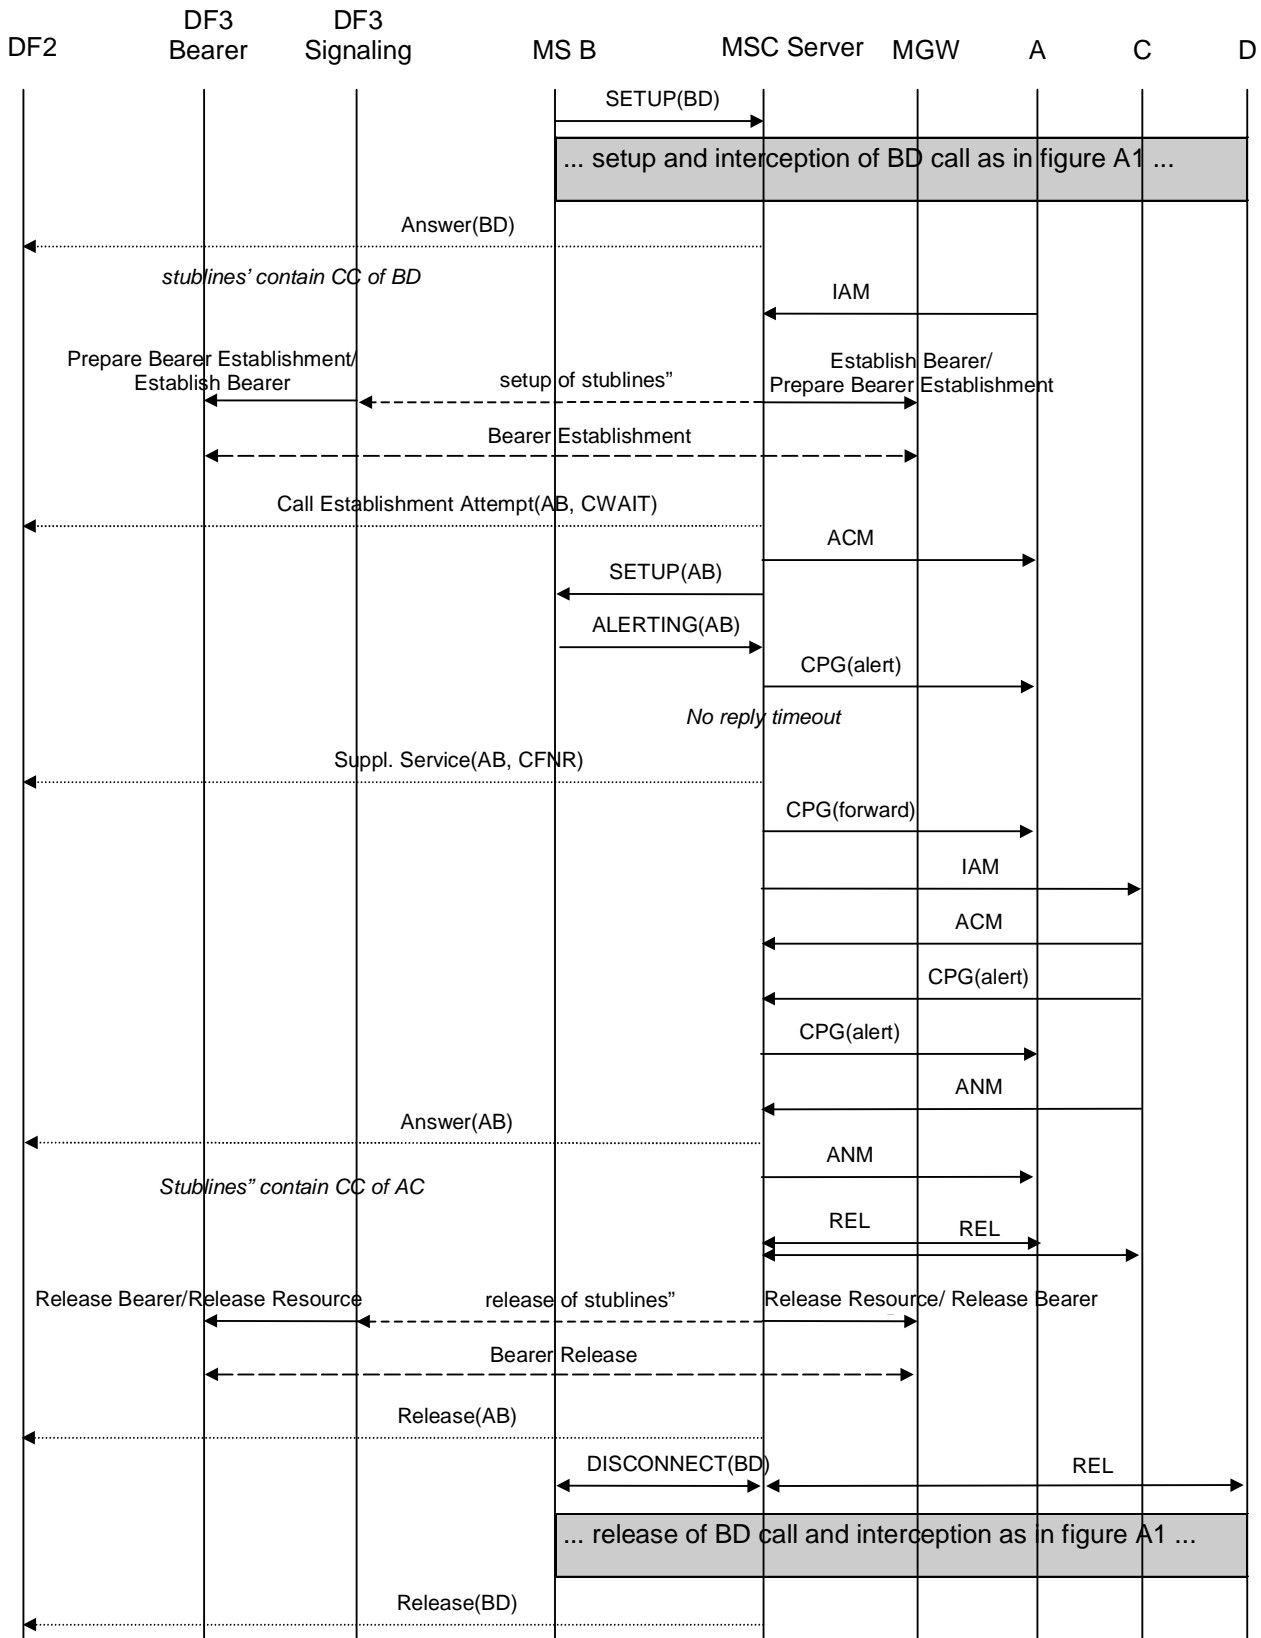 DF2
DF3
Bearer
DF3
Signaling
MS B
MSC Server
MGW
A
C
D
SETUP(BD)
... setup and interception of BD call as in figure A1 ...
Answer(BD)
stublines’ contain CC of BD
IAM
Prepare Bearer Establishment/
Establish Bearer
setup of stublines”
Establish Bearer/
Prepare Bearer Establishment
Bearer Establishment
Call Establishment Attempt(AB, CWAIT)
ACM
SETUP(AB)
ALERTING(AB)
CPG(alert)
No reply timeout
Suppl. Service(AB, CFNR)
CPG(forward)
IAM
ACM
CPG(alert)
CPG(alert)
ANM
Answer(AB)
ANM
Stublines” contain CC of AC
REL
REL
Release Bearer/Release Resource
release of stublines”
Release Resource/ Release Bearer
Bearer Release
Release(AB)
DISCONNECT(BD)
REL
... release of BD call and interception as in figure A1 ...
Release(BD)